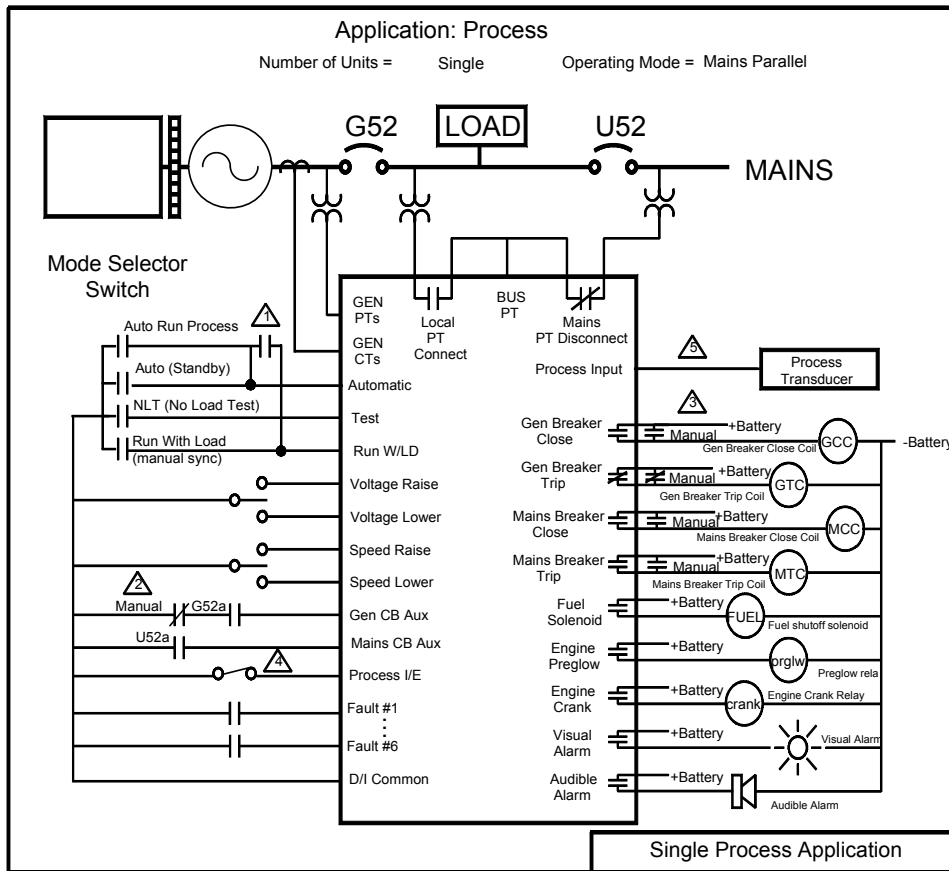 Application: Process
Number of Units = Single Operating Mode = Mains Parallel
G52
LOAD
U52
MAINS
Mode Selector
Switch
Auto Run Process
1
Auto (Standby)
NLT (No Load Test)
Run With Load
(manual sync)
2
Manual
G52a
U52a
4
GEN
PTs
GEN
CTs
Local
PT
Connect
BUS
PT
Mains
PT Disconnect
Automatic
Test
Run W/LD
Voltage Raise
Voltage Lower
Speed Raise
Speed Lower
Gen CB Aux
Mains CB Aux
Process I/E
Fault #1
Fault #6
D/I Common
Process Input
5
Process
Transducer
3
Gen Breaker
Close
+Battery
Manual
Gen Breaker Close Coil
GCC
-Battery
Gen Breaker
Trip
+Battery
Manual
Gen Breaker Trip Coil
GTC
Mains Breaker
Close
+Battery
Manual
Mains Breaker Close Coil
MCC
Mains Breaker
Trip
+Battery
Manual
Mains Breaker Trip Coil
MTC
Fuel
Solenoid
+Battery
FUEL
Fuel shutoff solenoid
Engine
Preglow
+Battery
prglw
Preglow rela
Engine
Crank
+Battery
crank
Engine Crank Relay
Visual
Alarm
+Battery
Visual Alarm
Audible
Alarm
+Battery
Audible Alarm
Single Process Application